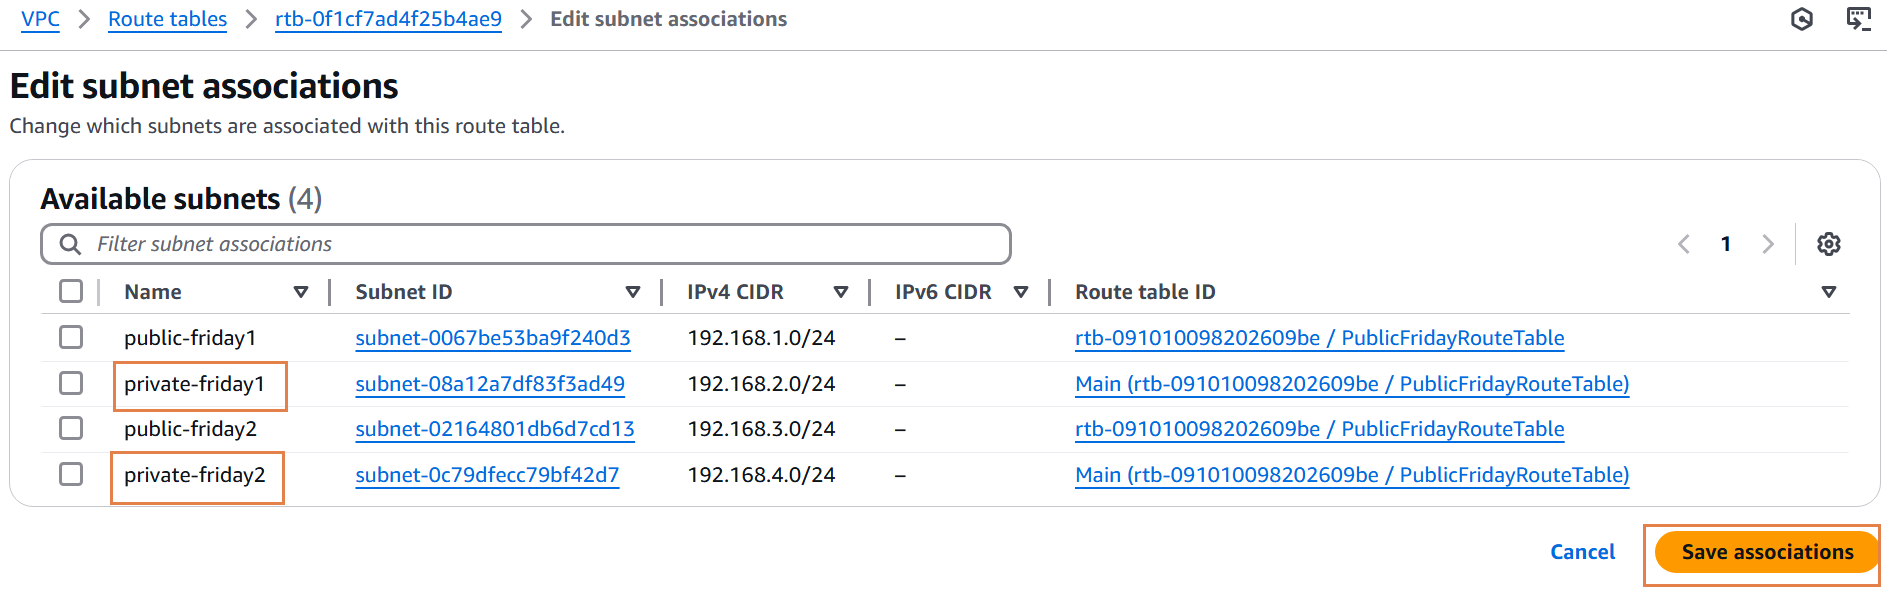 VPC > Route tables > rtb-0f1cf7ad4f25b4ae9 > Edit subnet associations
Edit subnet associations
Change which subnets are associated with this route table.
Available subnets (4)
Filter subnet associations
1
Name Subnet ID IPv4 CIDR IPv6 CIDR Route table ID
public-friday1 subnet-0067be53ba9f240d3 192.168.1.0/24 – rtb-091010098202609be / PublicFridayRouteTable
private-friday1 subnet-08a12a7df83f3ad49 192.168.2.0/24 – Main (rtb-091010098202609be / PublicFridayRouteTable)
public-friday2 subnet-02164801db6d7cd13 192.168.3.0/24 – rtb-091010098202609be / PublicFridayRouteTable
private-friday2 subnet-0c79dfecc79bf42d7 192.168.4.0/24 – Main (rtb-091010098202609be / PublicFridayRouteTable)
Cancel Save associations